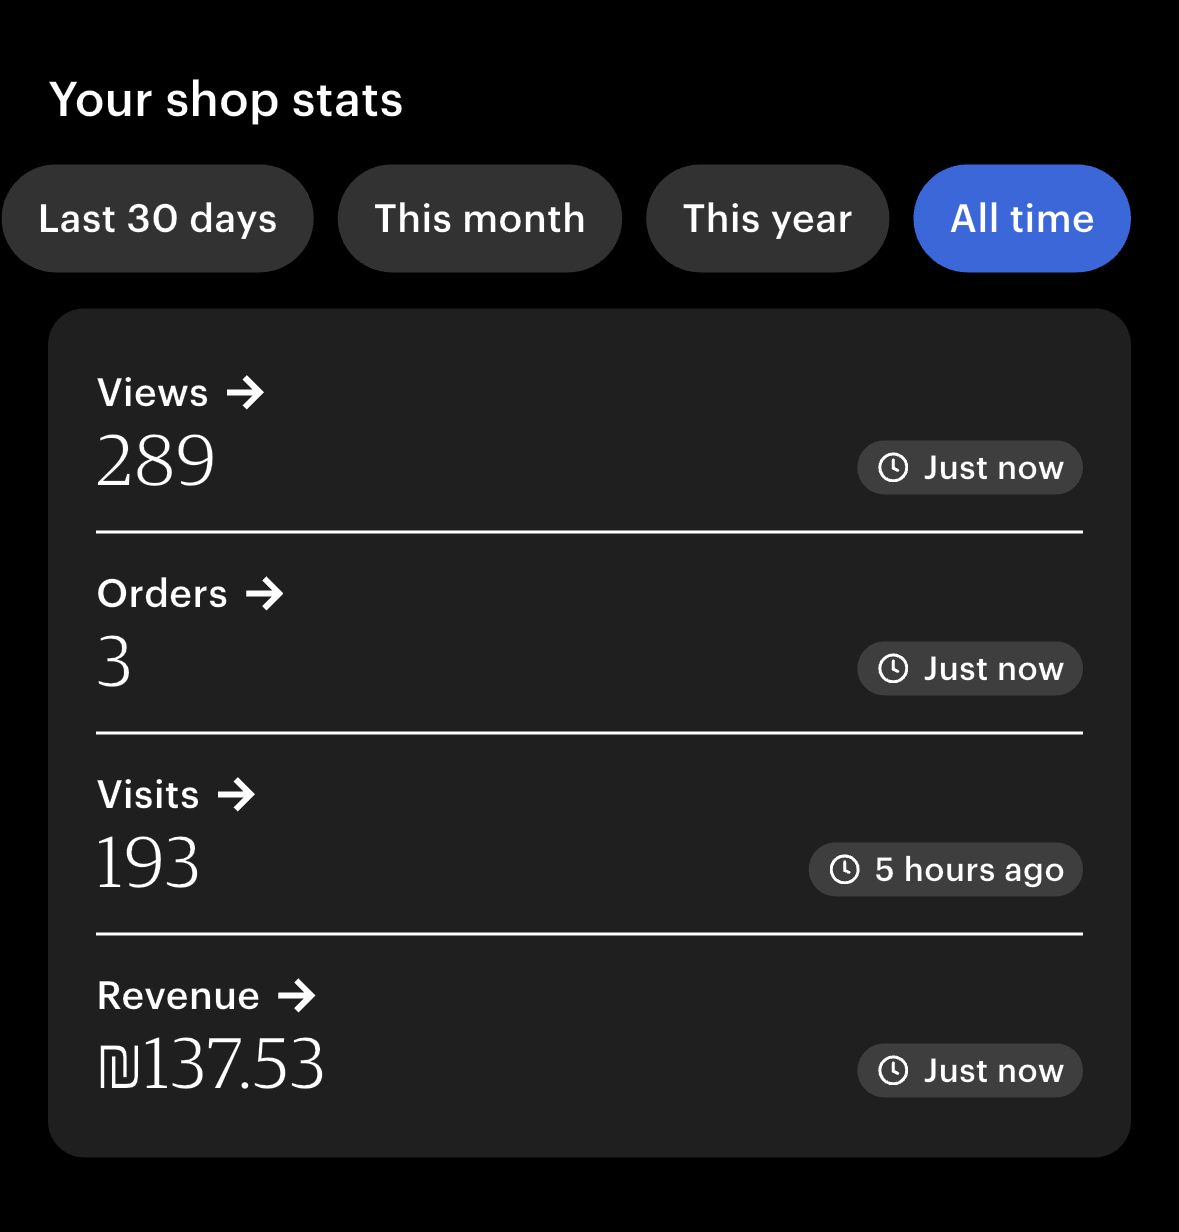 Your shop stats
Last 30 days This month This year All time
Views →
289
Just now
Orders →
3
Just now
Visits →
193
5 hours ago
Revenue →
₪137.53
Just now